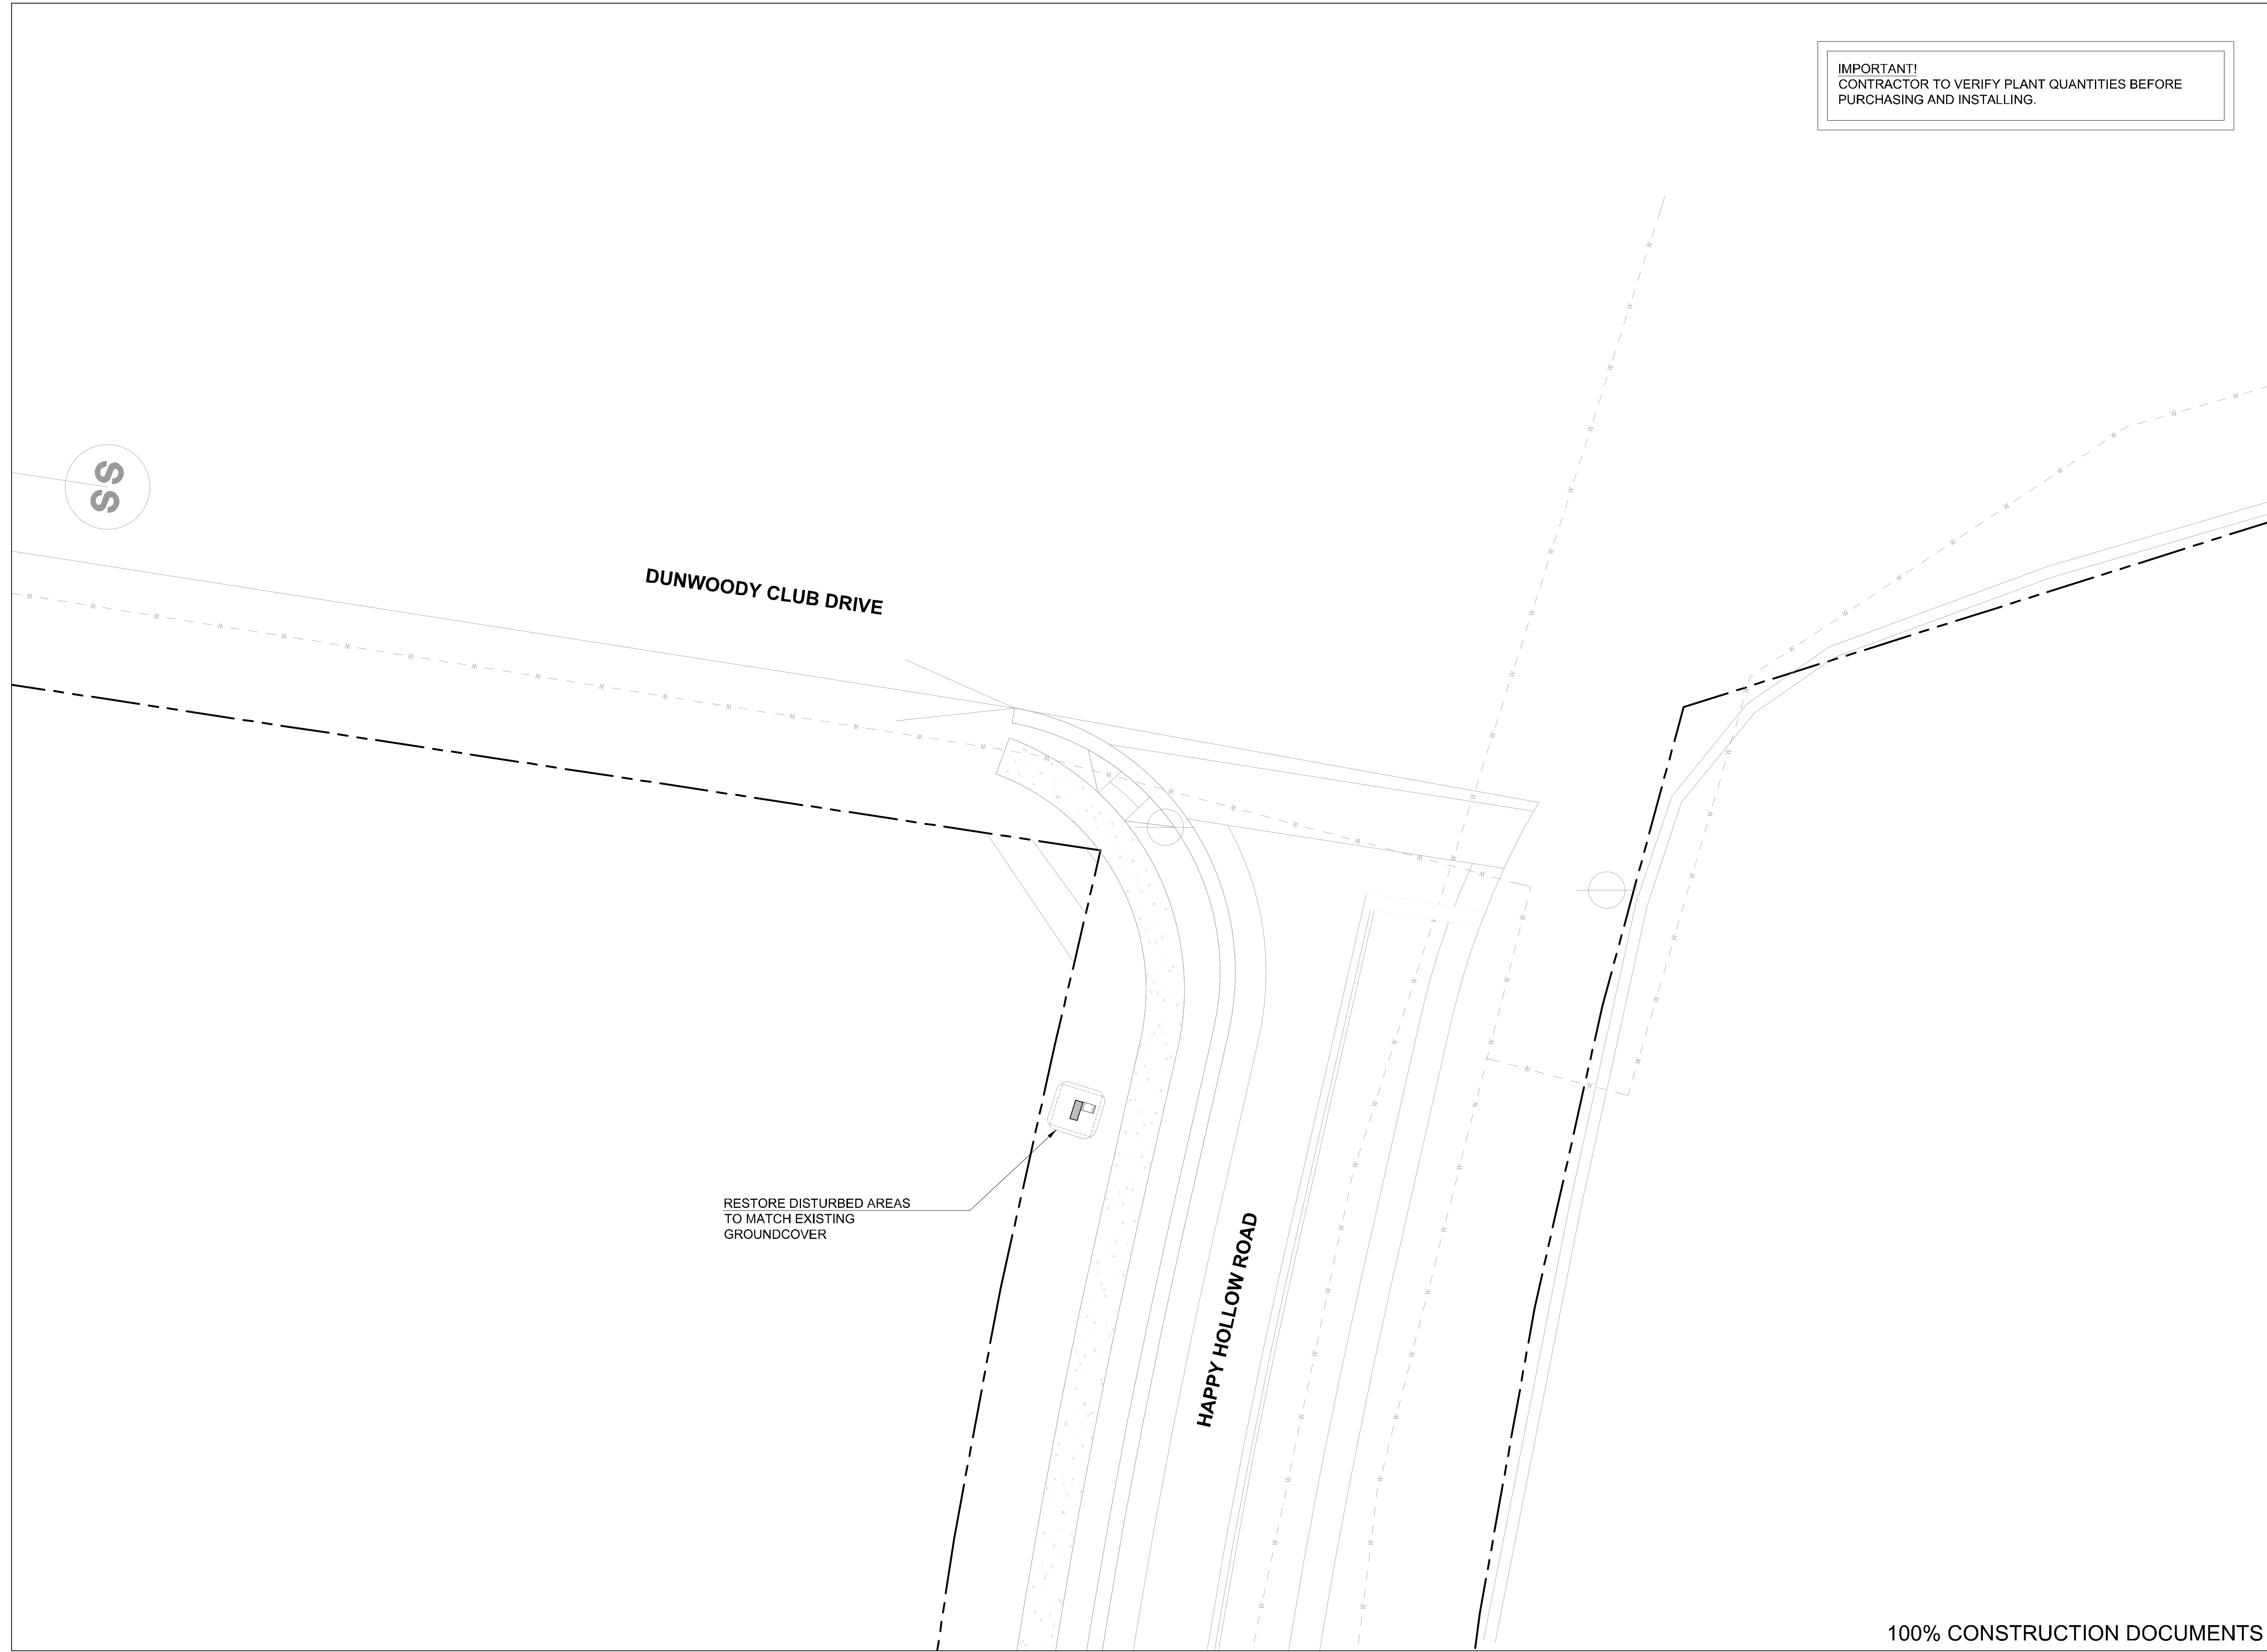 IMPORTANT!
CONTRACTOR TO VERIFY PLANT QUANTITIES BEFORE
PURCHASING AND INSTALLING.
SS
DUNWOODY CLUB DRIVE
RESTORE DISTURBED AREAS
TO MATCH EXISTING
GROUNDCOVER
HAPPY HOLLOW ROAD
100% CONSTRUCTION DOCUMENTS